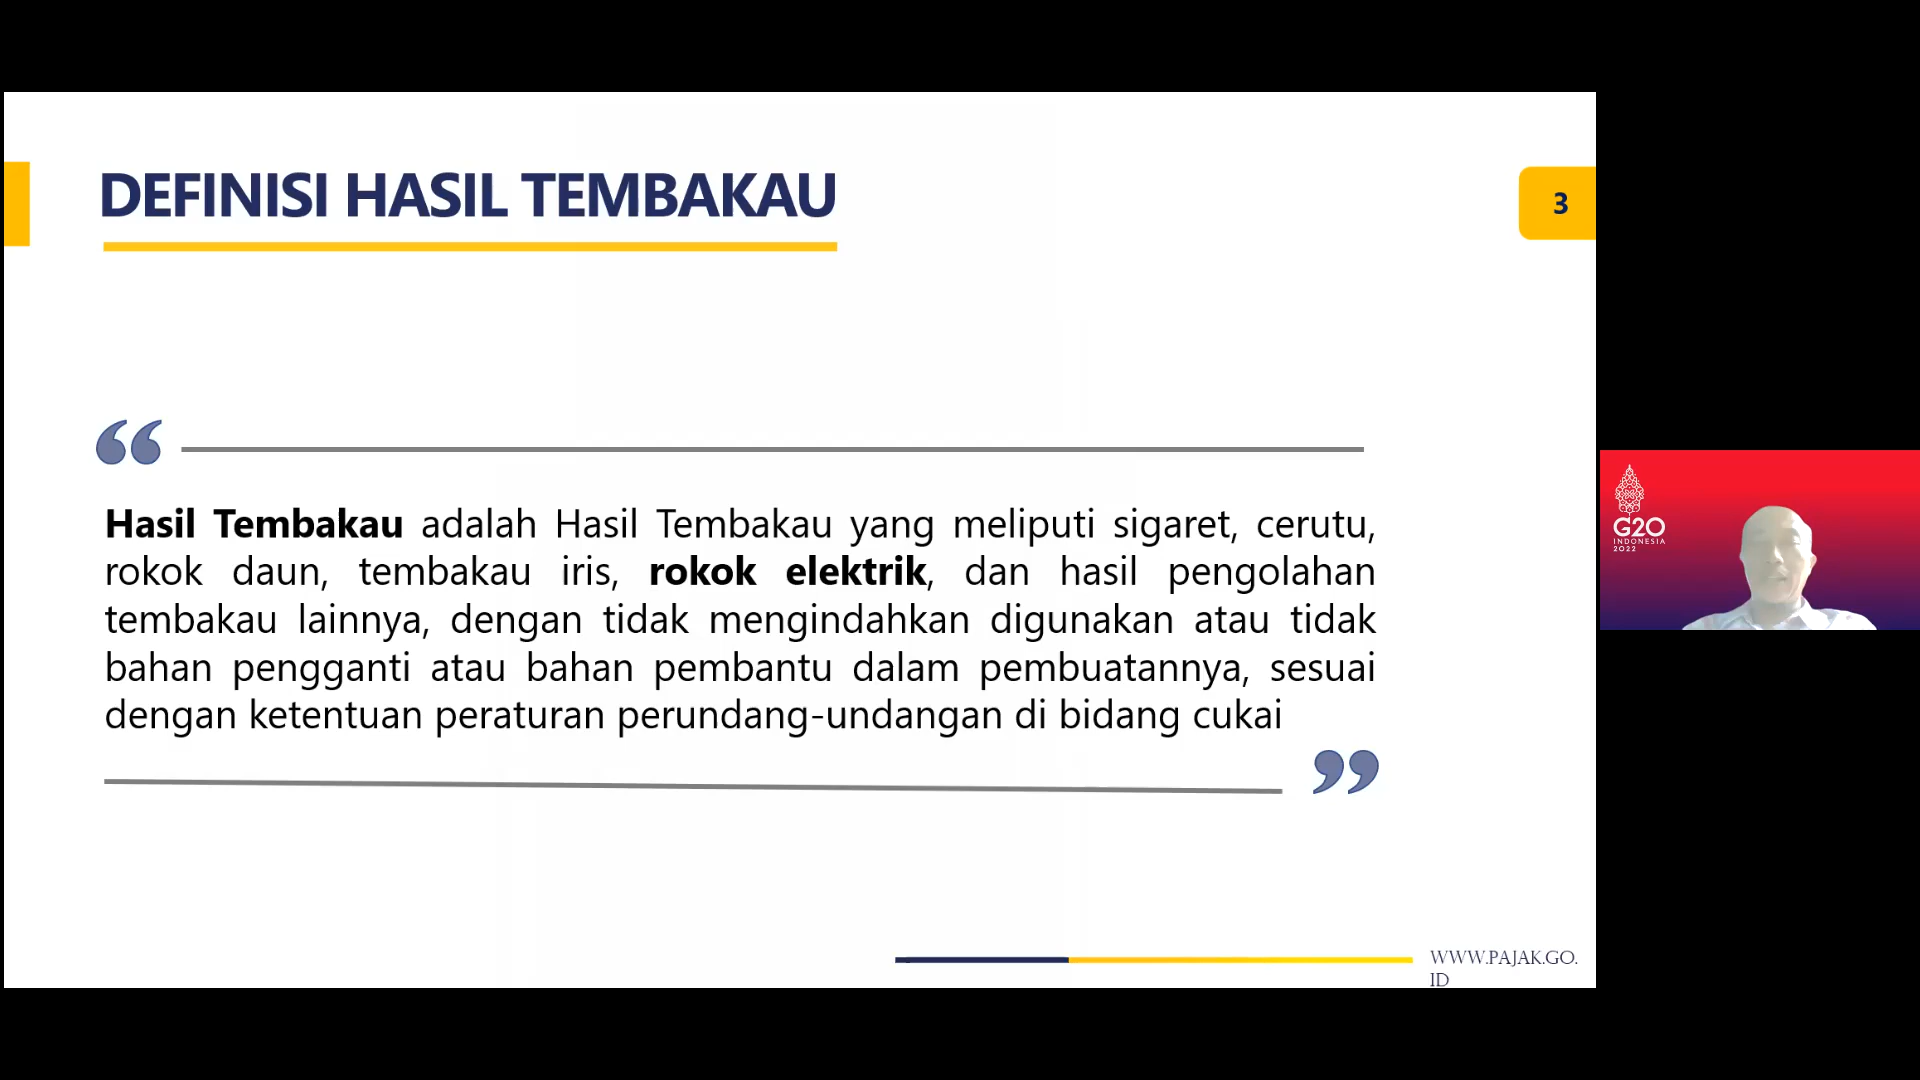 DEFINISI HASIL TEMBAKAU
3
“
Hasil Tembakau adalah Hasil Tembakau yang meliputi sigaret, cerutu,
rokok daun, tembakau iris, rokok elektrik, dan hasil pengolahan
tembakau lainnya, dengan tidak mengindahkan digunakan atau tidak
bahan pengganti atau bahan pembantu dalam pembuatannya, sesuai
dengan ketentuan peraturan perundang-undangan di bidang cukai
”
WWW.PAJAK.GO.
ID
G20
INDONESIA
2022